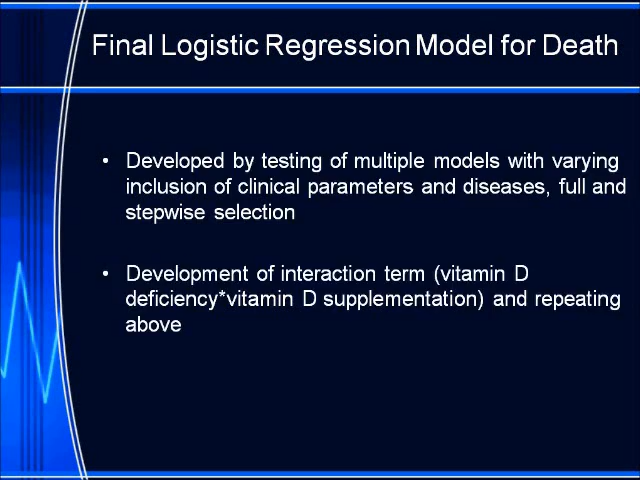 Final Logistic Regression Model for Death
• Developed by testing of multiple models with varying
inclusion of clinical parameters and diseases, full and
stepwise selection
• Development of interaction term (vitamin D
deficiency*vitamin D supplementation) and repeating
above